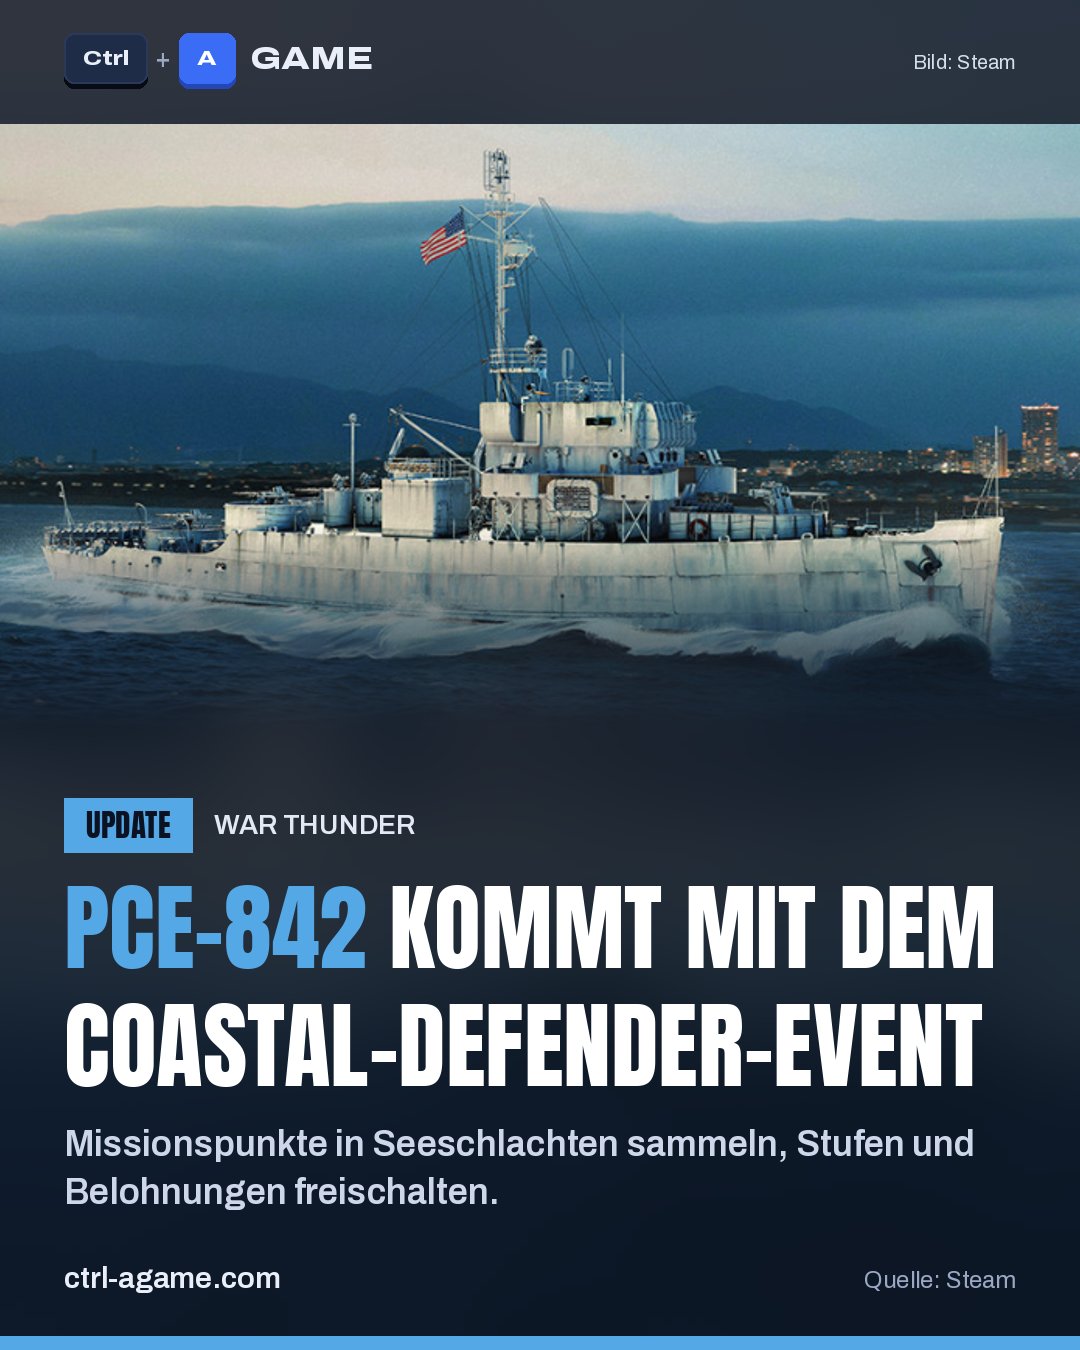 Ctrl + A GAME
Bild: Steam
UPDATE WAR THUNDER
PCE-842 KOMMT MIT DEM
COASTAL-DEFENDER-EVENT
Missionspunkte in Seeschlachten sammeln, Stufen und
Belohnungen freischalten.
ctrl-agame.com
Quelle: Steam